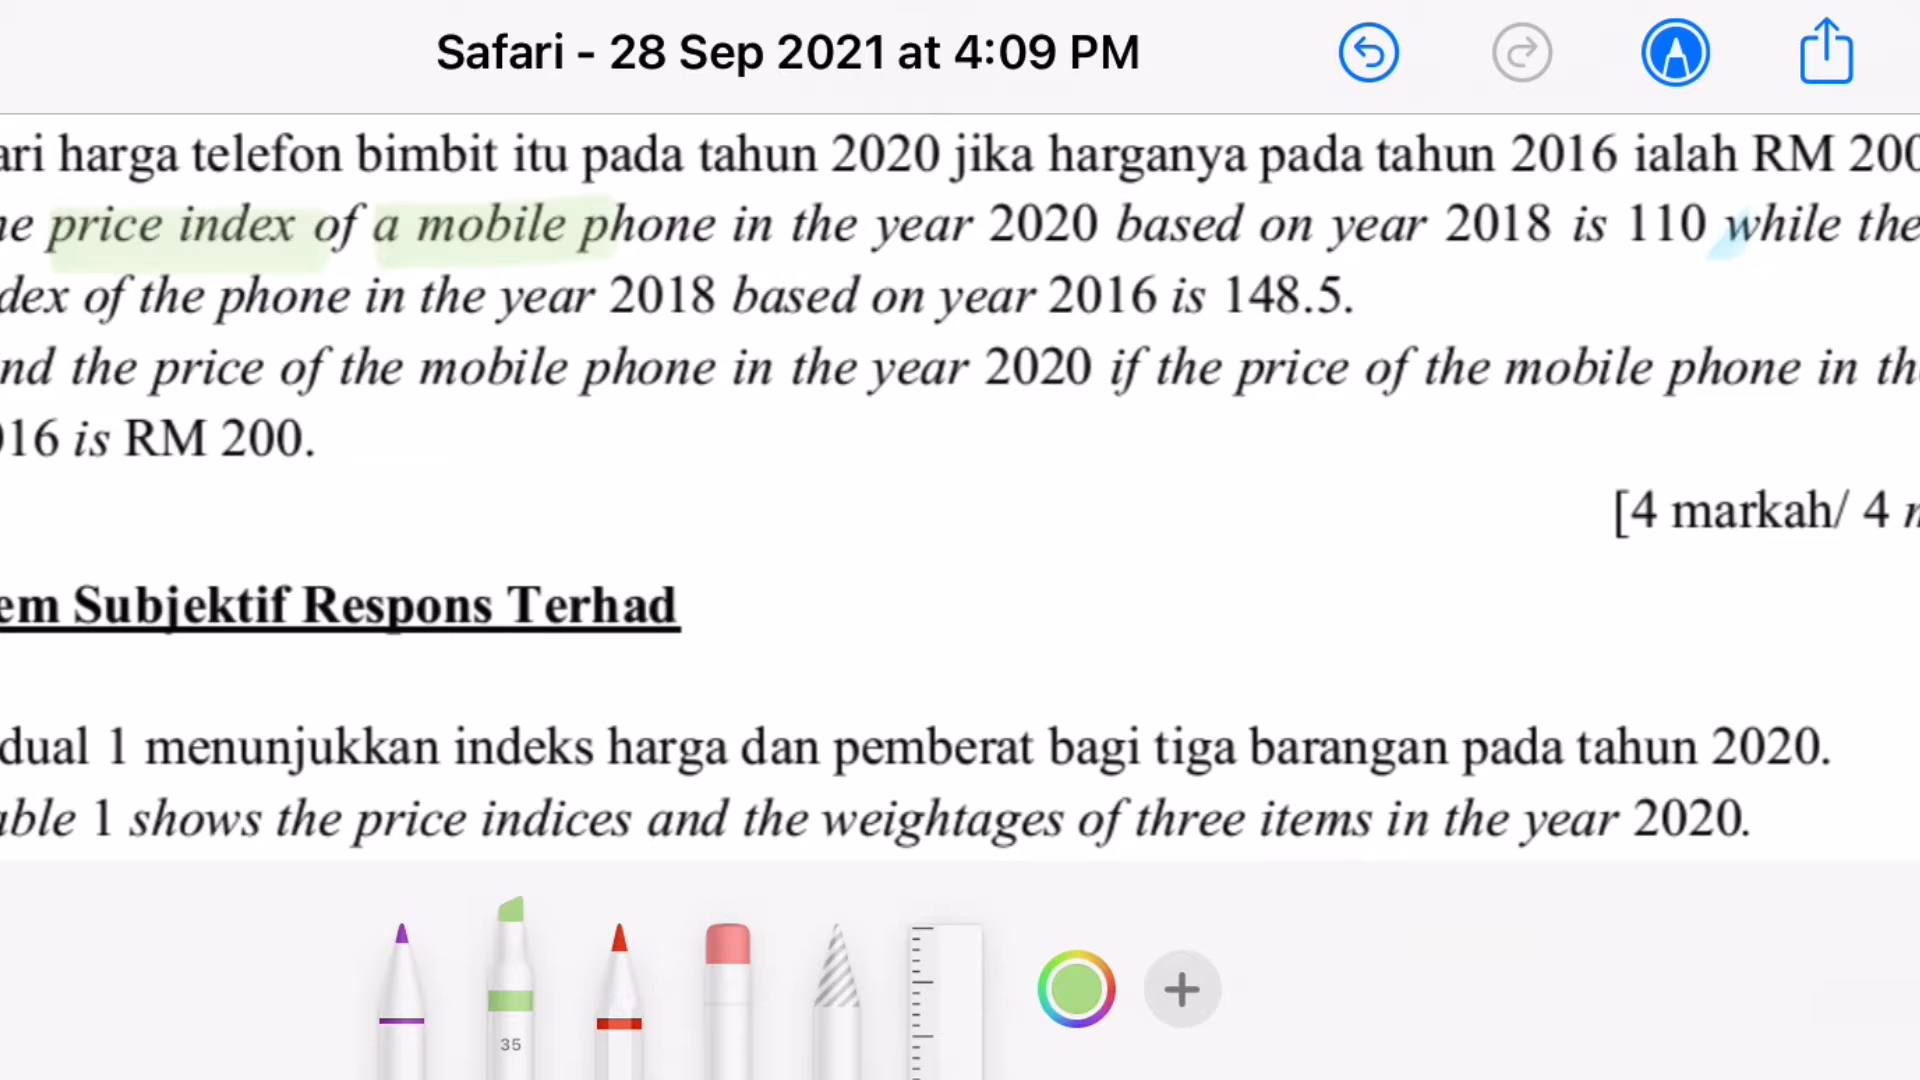 Safari - 28 Sep 2021 at 4:09 PM
ari harga telefon bimbit itu pada tahun 2020 jika harganya pada tahun 2016 ialah RM 200
price index of a mobile phone in the year 2020 based on year 2018 is 110 while the
dex of the phone in the year 2018 based on year 2016 is 148.5.
nd the price of the mobile phone in the year 2020 if the price of the mobile phone in th
016 is RM 200.
[4 markah/ 4
em Subjektif Respons Terhad
dual 1 menunjukkan indeks harga dan pemberat bagi tiga barangan pada tahun 2020.
able 1 shows the price indices and the weightages of three items in the year 2020.
35